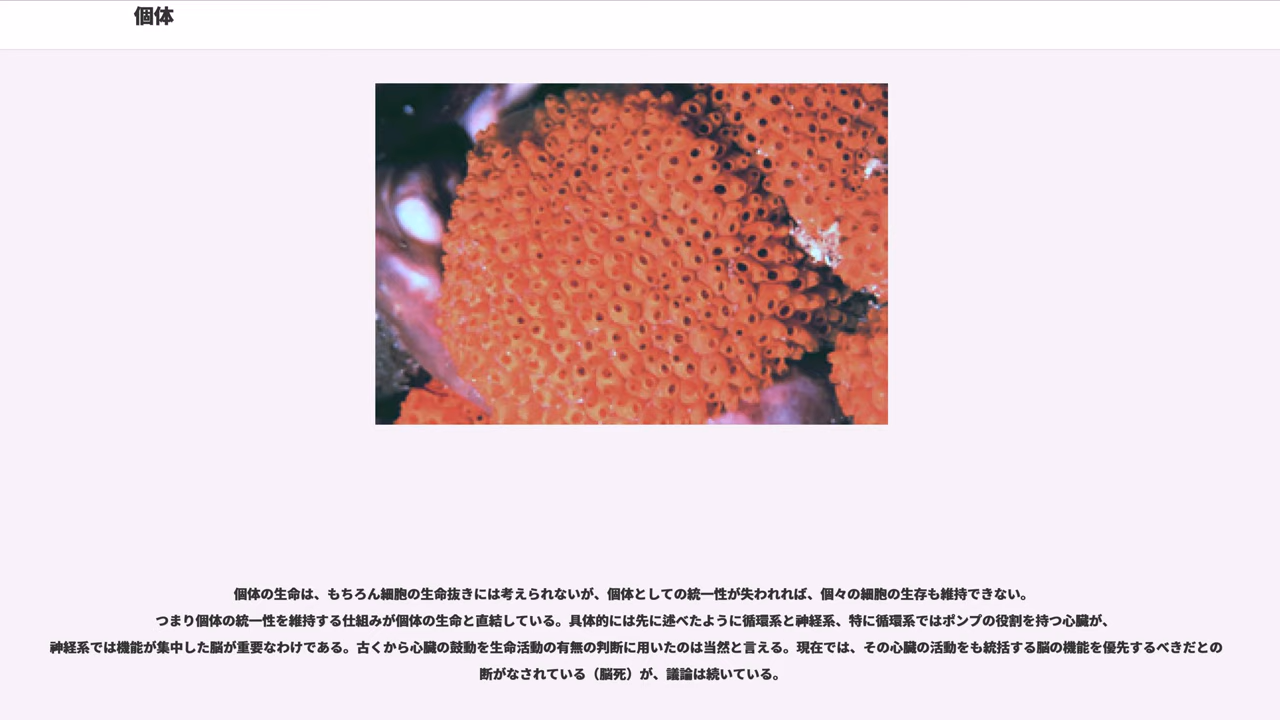 個体
個体の生命は、もちろん細胞の生命抜きには考えられないが、個体としての統一性が失われれば、個々の細胞の生存も維持できない。
つまり個体の統一性を維持する仕組みが個体の生命と直結している。具体的には先に述べたように循環系と神経系、特に循環系ではポンプの役割を持つ心臓が、
神経系では機能が集中した脳が重要なわけである。古くから心臓の鼓動を生命活動の有無の判断に用いたのは当然と言える。現在では、その心臓の活動をも統括する脳の機能を優先するべきだとの
断がなされている（脳死）が、議論は続いている。